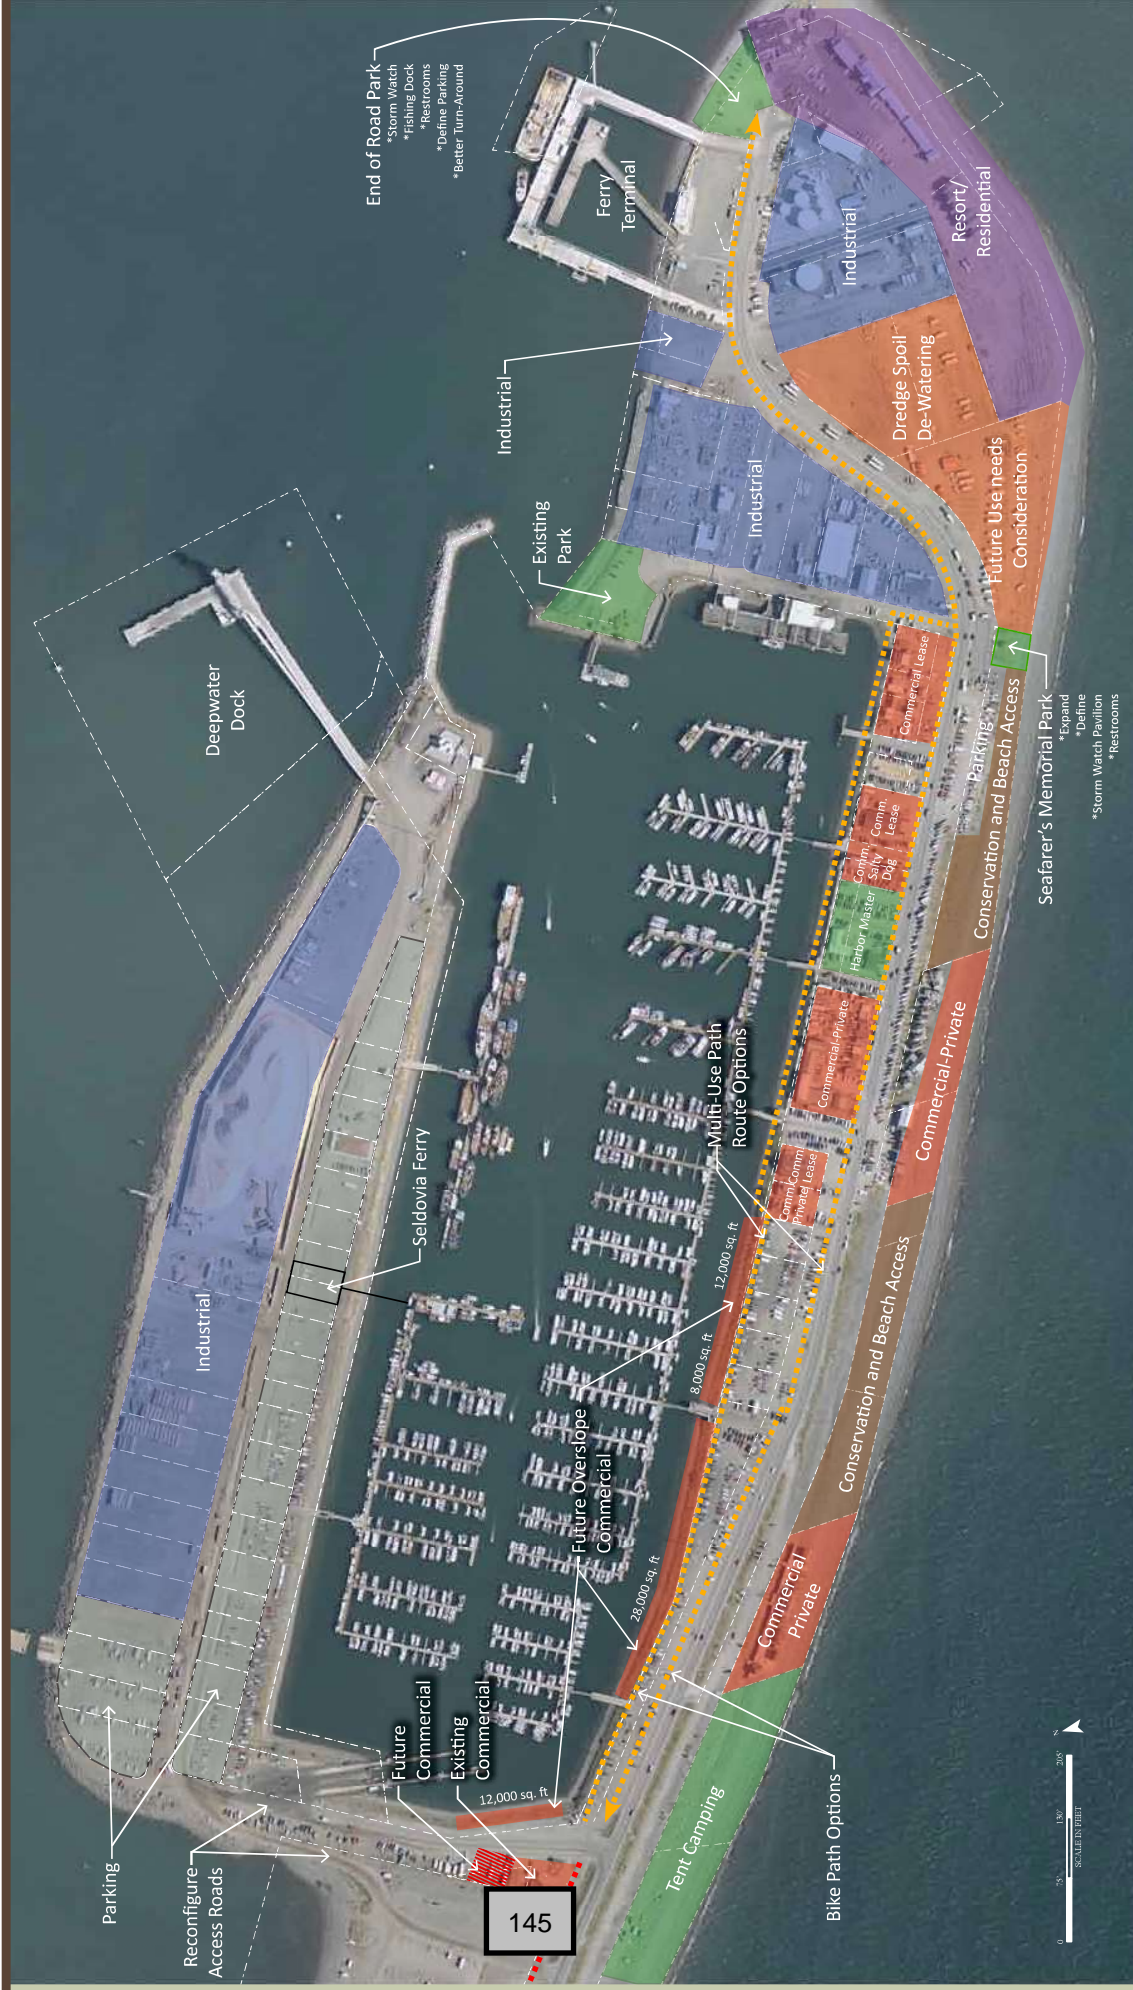 End of Road Park
*Storm Watch
*Fishing Dock
*Restrooms
*Define Parking
*Better Turn-Around
Ferry
Terminal
Industrial
Resort/
Residential
Industrial
Dredge Spoil
De-Watering
Industrial
Future Use needs
Consideration
Existing
Park
Deepwater
Dock
Commercial Lease
Parking
Conservation and Beach Access
Seafarer's Memorial Park
*Expand
*Define
*Storm Watch Pavilion
*Restrooms
Comm.
Lease
Comm.
Salty
Dog
Harbor Master
Commercial-Private
Commercial-Private
Multi-Use Path
Route Options
Comm.
Private
Comm.
Lease
Seldovia Ferry
12,000 sq. ft
8,000 sq. ft
Industrial
Conservation and Beach Access
Future Overslope
Commercial
28,000 sq. ft
Commercial
Private
Future
Commercial
Existing
Commercial
12,000 sq. ft
Tent Camping
Bike Path Options
Parking
Reconfigure
Access Roads
145
0 75' 130' 205'
SCALE IN FEET
N